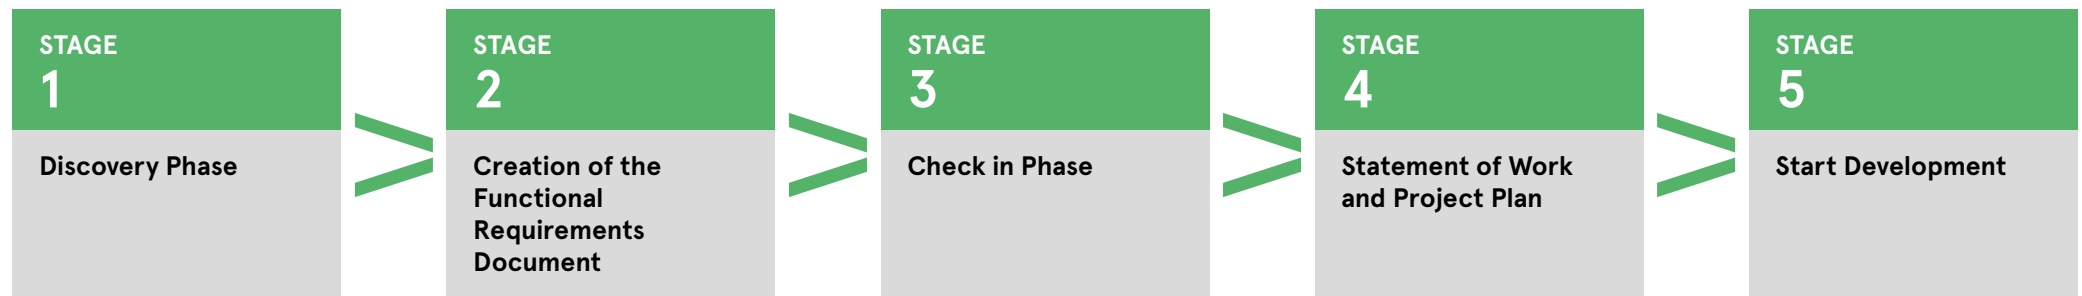 STAGE
1
Discovery Phase
STAGE
2
Creation of the
Functional
Requirements
Document
STAGE
3
Check in Phase
STAGE
4
Statement of Work
and Project Plan
STAGE
5
Start Development